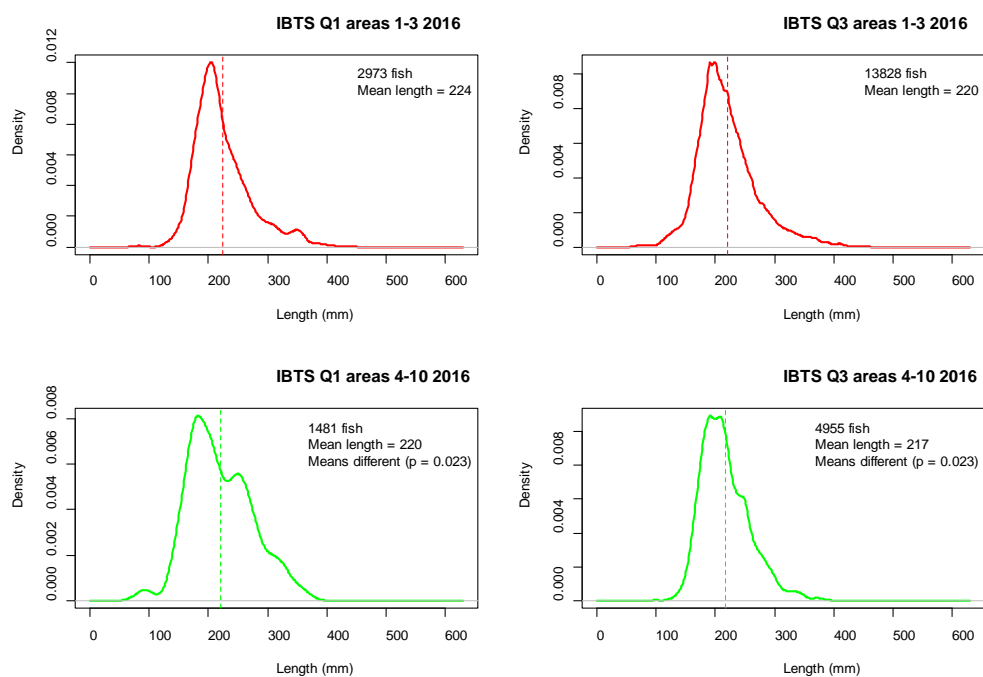 IBTS Q1 areas 1-3 2016
2973 fish
Mean length = 224
Density
0.000
0.004
0.008
0.012
0 100 200 300 400 500 600
Length (mm)
IBTS Q3 areas 1-3 2016
13828 fish
Mean length = 220
Density
0.000
0.004
0.008
0 100 200 300 400 500 600
Length (mm)
IBTS Q1 areas 4-10 2016
1481 fish
Mean length = 220
Means different (p = 0.023)
Density
0.000
0.002
0.004
0.006
0.008
0 100 200 300 400 500 600
Length (mm)
IBTS Q3 areas 4-10 2016
4955 fish
Mean length = 217
Means different (p = 0.023)
Density
0.000
0.004
0.008
0 100 200 300 400 500 600
Length (mm)